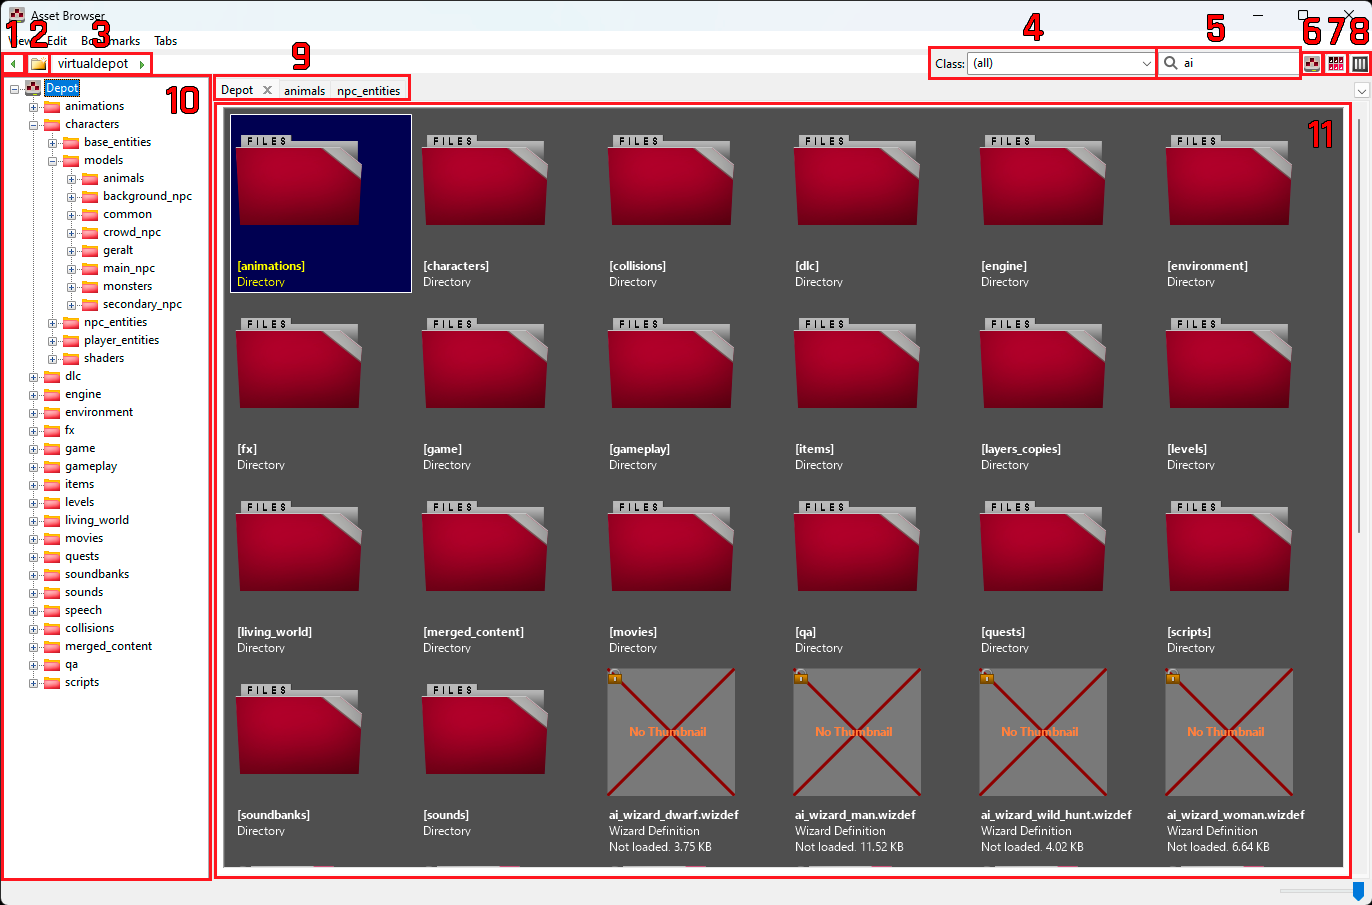 Asset Browser
1 2 3 4 5 6 7 8
View Edit Bookmarks Tabs
virtualdepot
Class: (all) ai
9
10
Depot animals npc_entities
11
Depot
animations
characters
base_entities
models
animals
background_npc
common
crowd_npc
geralt
main_npc
monsters
secondary_npc
npc_entities
player_entities
shaders
dlc
engine
environment
fx
game
gameplay
items
levels
living_world
movies
quests
soundbanks
sounds
speech
collisions
merged_content
qa
scripts
FILES FILES FILES FILES FILES FILES
[animations] [characters] [collisions] [dlc] [engine] [environment]
Directory Directory Directory Directory Directory Directory
FILES FILES FILES FILES FILES FILES
[fx] [game] [gameplay] [items] [layers_copies] [levels]
Directory Directory Directory Directory Directory Directory
FILES FILES FILES FILES FILES FILES
[living_world] [merged_content] [movies] [qa] [quests] [scripts]
Directory Directory Directory Directory Directory Directory
FILES FILES
No Thumbnail No Thumbnail No Thumbnail No Thumbnail
[soundbanks] [sounds] ai_wizard_dwarf.wizdef ai_wizard_man.wizdef ai_wizard_wild_hunt.wizdef ai_wizard_woman.wizdef
Directory Directory Wizard Definition Wizard Definition Wizard Definition Wizard Definition
Not loaded. 3.75 KB Not loaded. 11.52 KB Not loaded. 4.02 KB Not loaded. 6.64 KB